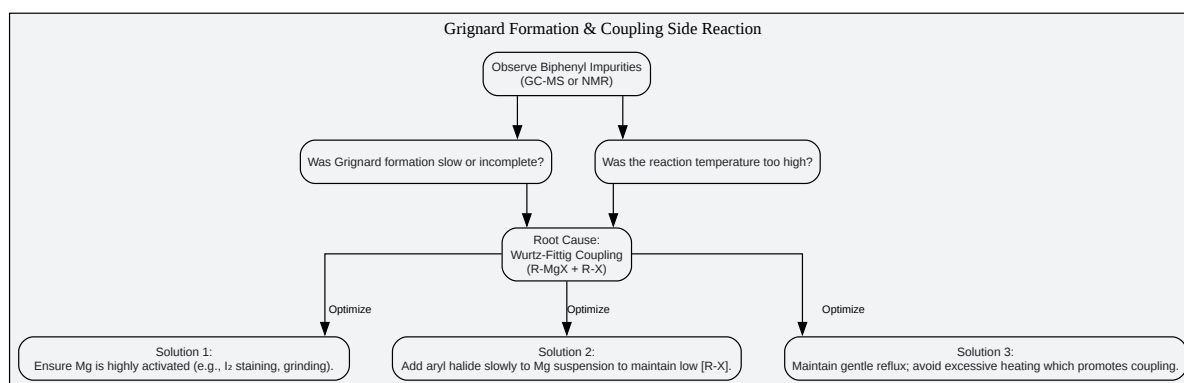 Grignard Formation & Coupling Side Reaction
Observe Biphenyl Impurities
(GC-MS or NMR)
Was Grignard formation slow or incomplete?
Was the reaction temperature too high?
Root Cause:
Wurtz-Fittig Coupling
(R-MgX + R-X)
Optimize
Optimize
Optimize
Solution 1:
Ensure Mg is highly activated (e.g., I₂ staining, grinding).
Solution 2:
Add aryl halide slowly to Mg suspension to maintain low [R-X].
Solution 3:
Maintain gentle reflux; avoid excessive heating which promotes coupling.